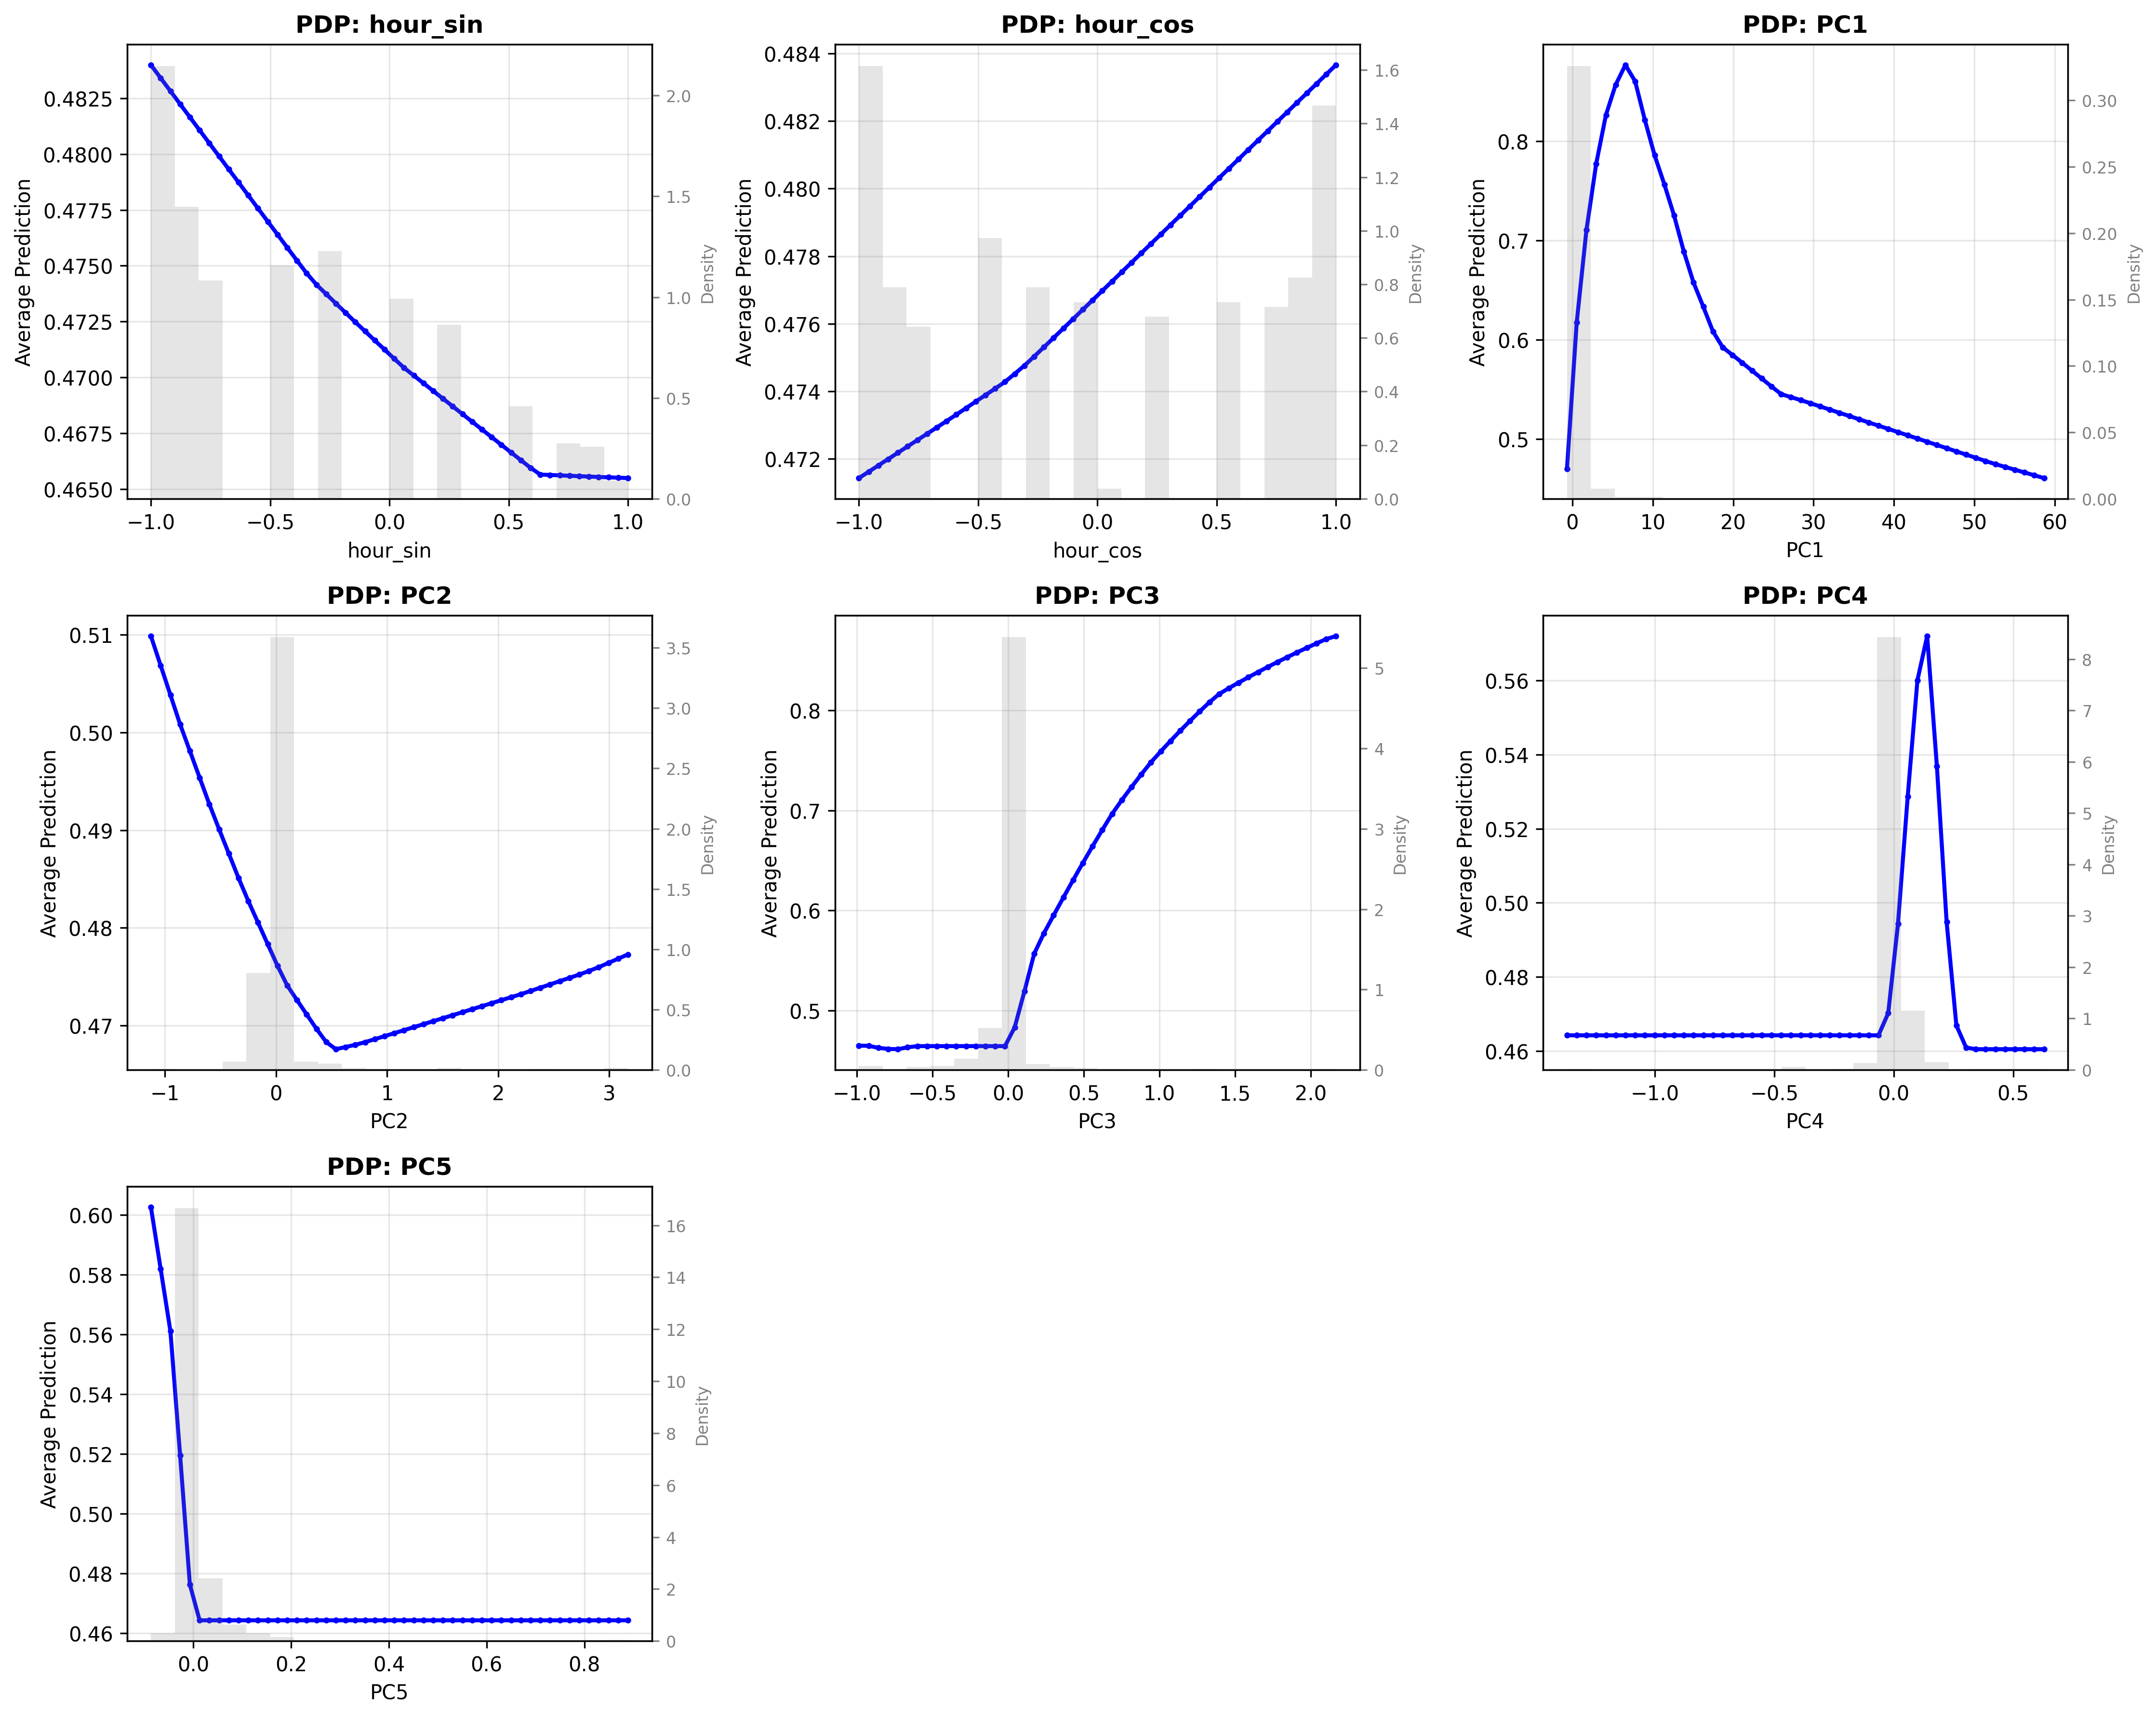 PDP: hour_sin
0.4825
0.4800
0.4775
0.4750
0.4725
0.4700
0.4675
0.4650
Average Prediction
2.0
1.5
1.0
0.5
0.0
Density
−1.0 −0.5 0.0 0.5 1.0
hour_sin
PDP: hour_cos
0.484
0.482
0.480
0.478
0.476
0.474
0.472
Average Prediction
1.6
1.4
1.2
1.0
0.8
0.6
0.4
0.2
0.0
Density
−1.0 −0.5 0.0 0.5 1.0
hour_cos
PDP: PC1
0.8
0.7
0.6
0.5
Average Prediction
0.30
0.25
0.20
0.15
0.10
0.05
0.00
Density
0 10 20 30 40 50 60
PC1
PDP: PC2
0.51
0.50
0.49
0.48
0.47
Average Prediction
3.5
3.0
2.5
2.0
1.5
1.0
0.5
0.0
Density
−1 0 1 2 3
PC2
PDP: PC3
0.8
0.7
0.6
0.5
Average Prediction
5
4
3
2
1
0
Density
−1.0 −0.5 0.0 0.5 1.0 1.5 2.0
PC3
PDP: PC4
0.56
0.54
0.52
0.50
0.48
0.46
Average Prediction
8
7
6
5
4
3
2
1
0
Density
−1.0 −0.5 0.0 0.5
PC4
PDP: PC5
0.60
0.58
0.56
0.54
0.52
0.50
0.48
0.46
Average Prediction
16
14
12
10
8
6
4
2
0
Density
0.0 0.2 0.4 0.6 0.8
PC5